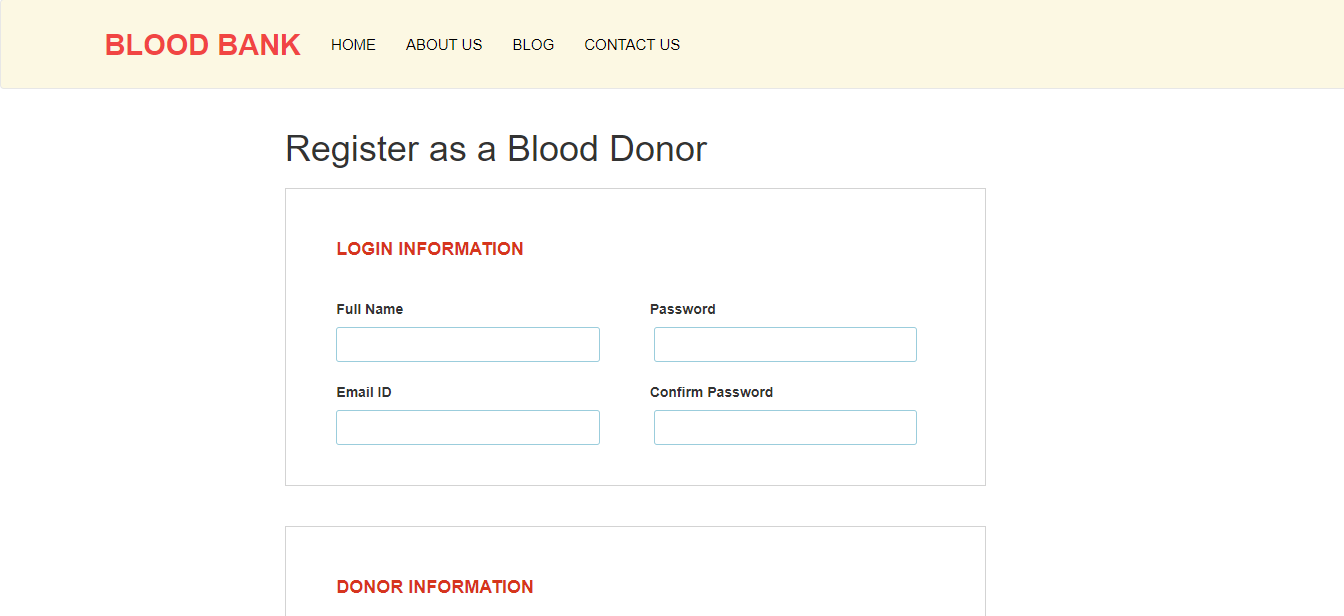 BLOOD BANK HOME ABOUT US BLOG CONTACT US
Register as a Blood Donor
LOGIN INFORMATION
Full Name Password
Email ID Confirm Password
DONOR INFORMATION